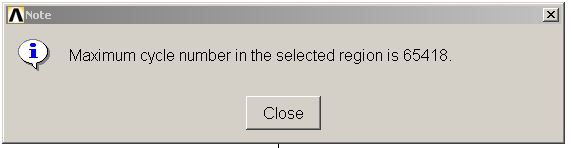 Note
Maximum cycle number in the selected region is 65418.
Close